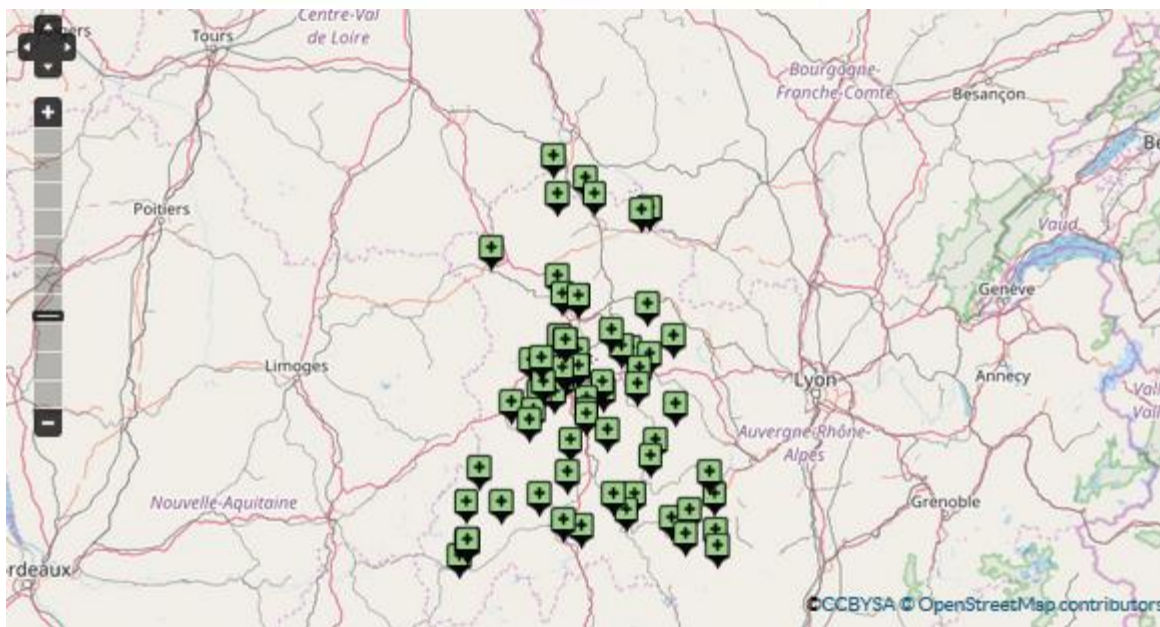 Centre-Val
de Loire
Tours
Bourgogne-
Franche-Comté
Besançon
Poitiers
Vaud
Genève
Limoges
Lyon
Annecy
Auvergne-Rhône-
Alpes
Nouvelle-Aquitaine
Grenoble
ordeaux
©CCBYSA © OpenStreetMap contributors